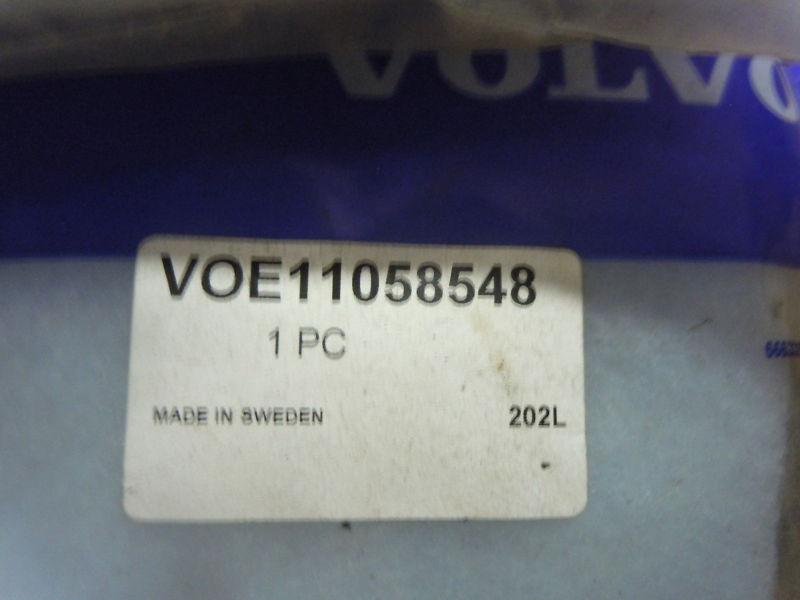 VOLVO
VOE11058548
1 PC
MADE IN SWEDEN
202L